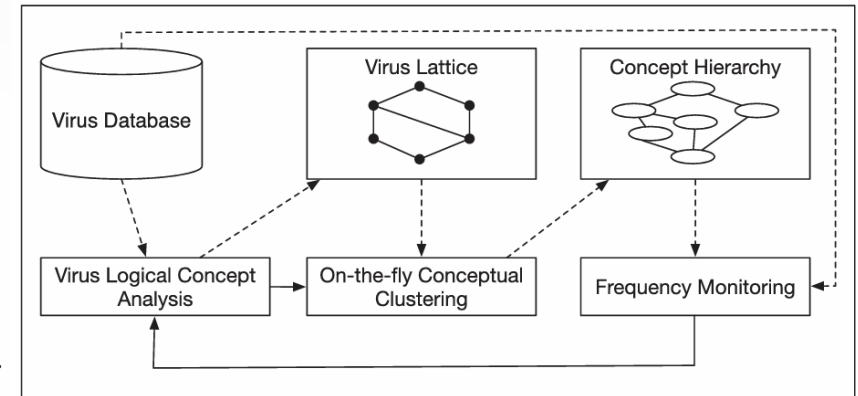 Virus Database
Virus Lattice
Concept Hierarchy
Virus Logical Concept
Analysis
On-the-fly Conceptual
Clustering
Frequency Monitoring